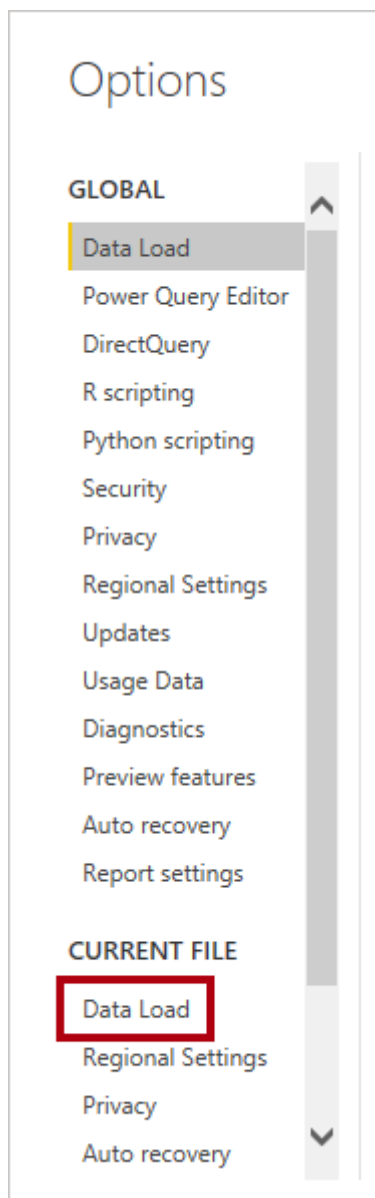 Options
GLOBAL
Data Load
Power Query Editor
DirectQuery
R scripting
Python scripting
Security
Privacy
Regional Settings
Updates
Usage Data
Diagnostics
Preview features
Auto recovery
Report settings
CURRENT FILE
Data Load
Regional Settings
Privacy
Auto recovery